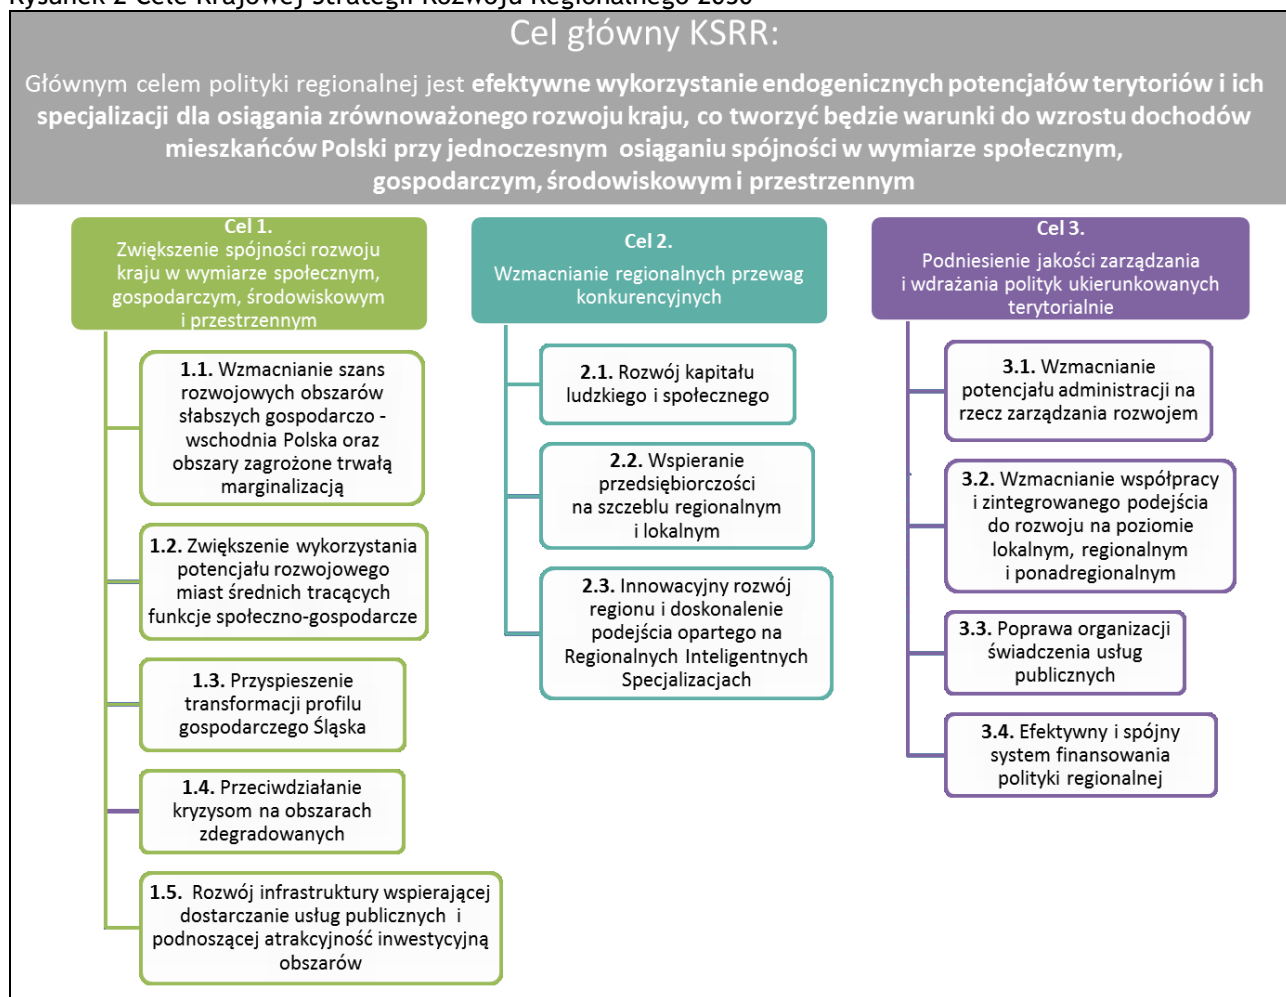 Rysunek 2 Cele Krajowej Strategii Rozwoju Regionalnego 2030
Cel główny KSRR:
Głównym celem polityki regionalnej jest efektywne wykorzystanie endogenicznych potencjałów terytoriów i ich
specjalizacji dla osiągania zrównoważonego rozwoju kraju, co tworzyć będzie warunki do wzrostu dochodów
mieszkańców Polski przy jednoczesnym osiąganiu spójności w wymiarze społecznym,
gospodarczym, środowiskowym i przestrzennym
Cel 1.
Zwiększenie spójności rozwoju
kraju w wymiarze społecznym,
gospodarczym, środowiskowym
i przestrzennym
1.1. Wzmacnianie szans
rozwojowych obszarów
słabszych gospodarczo -
wschodnia Polska oraz
obszary zagrożone trwałą
marginalizacją
1.2. Zwiększenie wykorzystania
potencjału rozwojowego
miast średnich tracących
funkcje społeczno-gospodarcze
1.3. Przyspieszenie
transformacji profilu
gospodarczego Śląska
1.4. Przeciwdziałanie
kryzysom na obszarach
zdegradowanych
1.5. Rozwój infrastruktury wspierającej
dostarczanie usług publicznych i
podnoszącej atrakcyjność inwestycyjną
obszarów
Cel 2.
Wzmacnianie regionalnych przewag
konkurencyjnych
2.1. Rozwój kapitału
ludzkiego i społecznego
2.2. Wspieranie
przedsiębiorczości
na szczeblu regionalnym
i lokalnym
2.3. Innowacyjny rozwój
regionu i doskonalenie
podejścia opartego na
Regionalnych Inteligentnych
Specjalizacjach
Cel 3.
Podniesienie jakości zarządzania
i wdrażania polityk ukierunkowanych
terytorialnie
3.1. Wzmacnianie
potencjału administracji na
rzecz zarządzania rozwojem
3.2. Wzmacnianie współpracy
i zintegrowanego podejścia
do rozwoju na poziomie
lokalnym, regionalnym
i ponadregionalnym
3.3. Poprawa organizacji
świadczenia usług
publicznych
3.4. Efektywny i spójny
system finansowania
polityki regionalnej